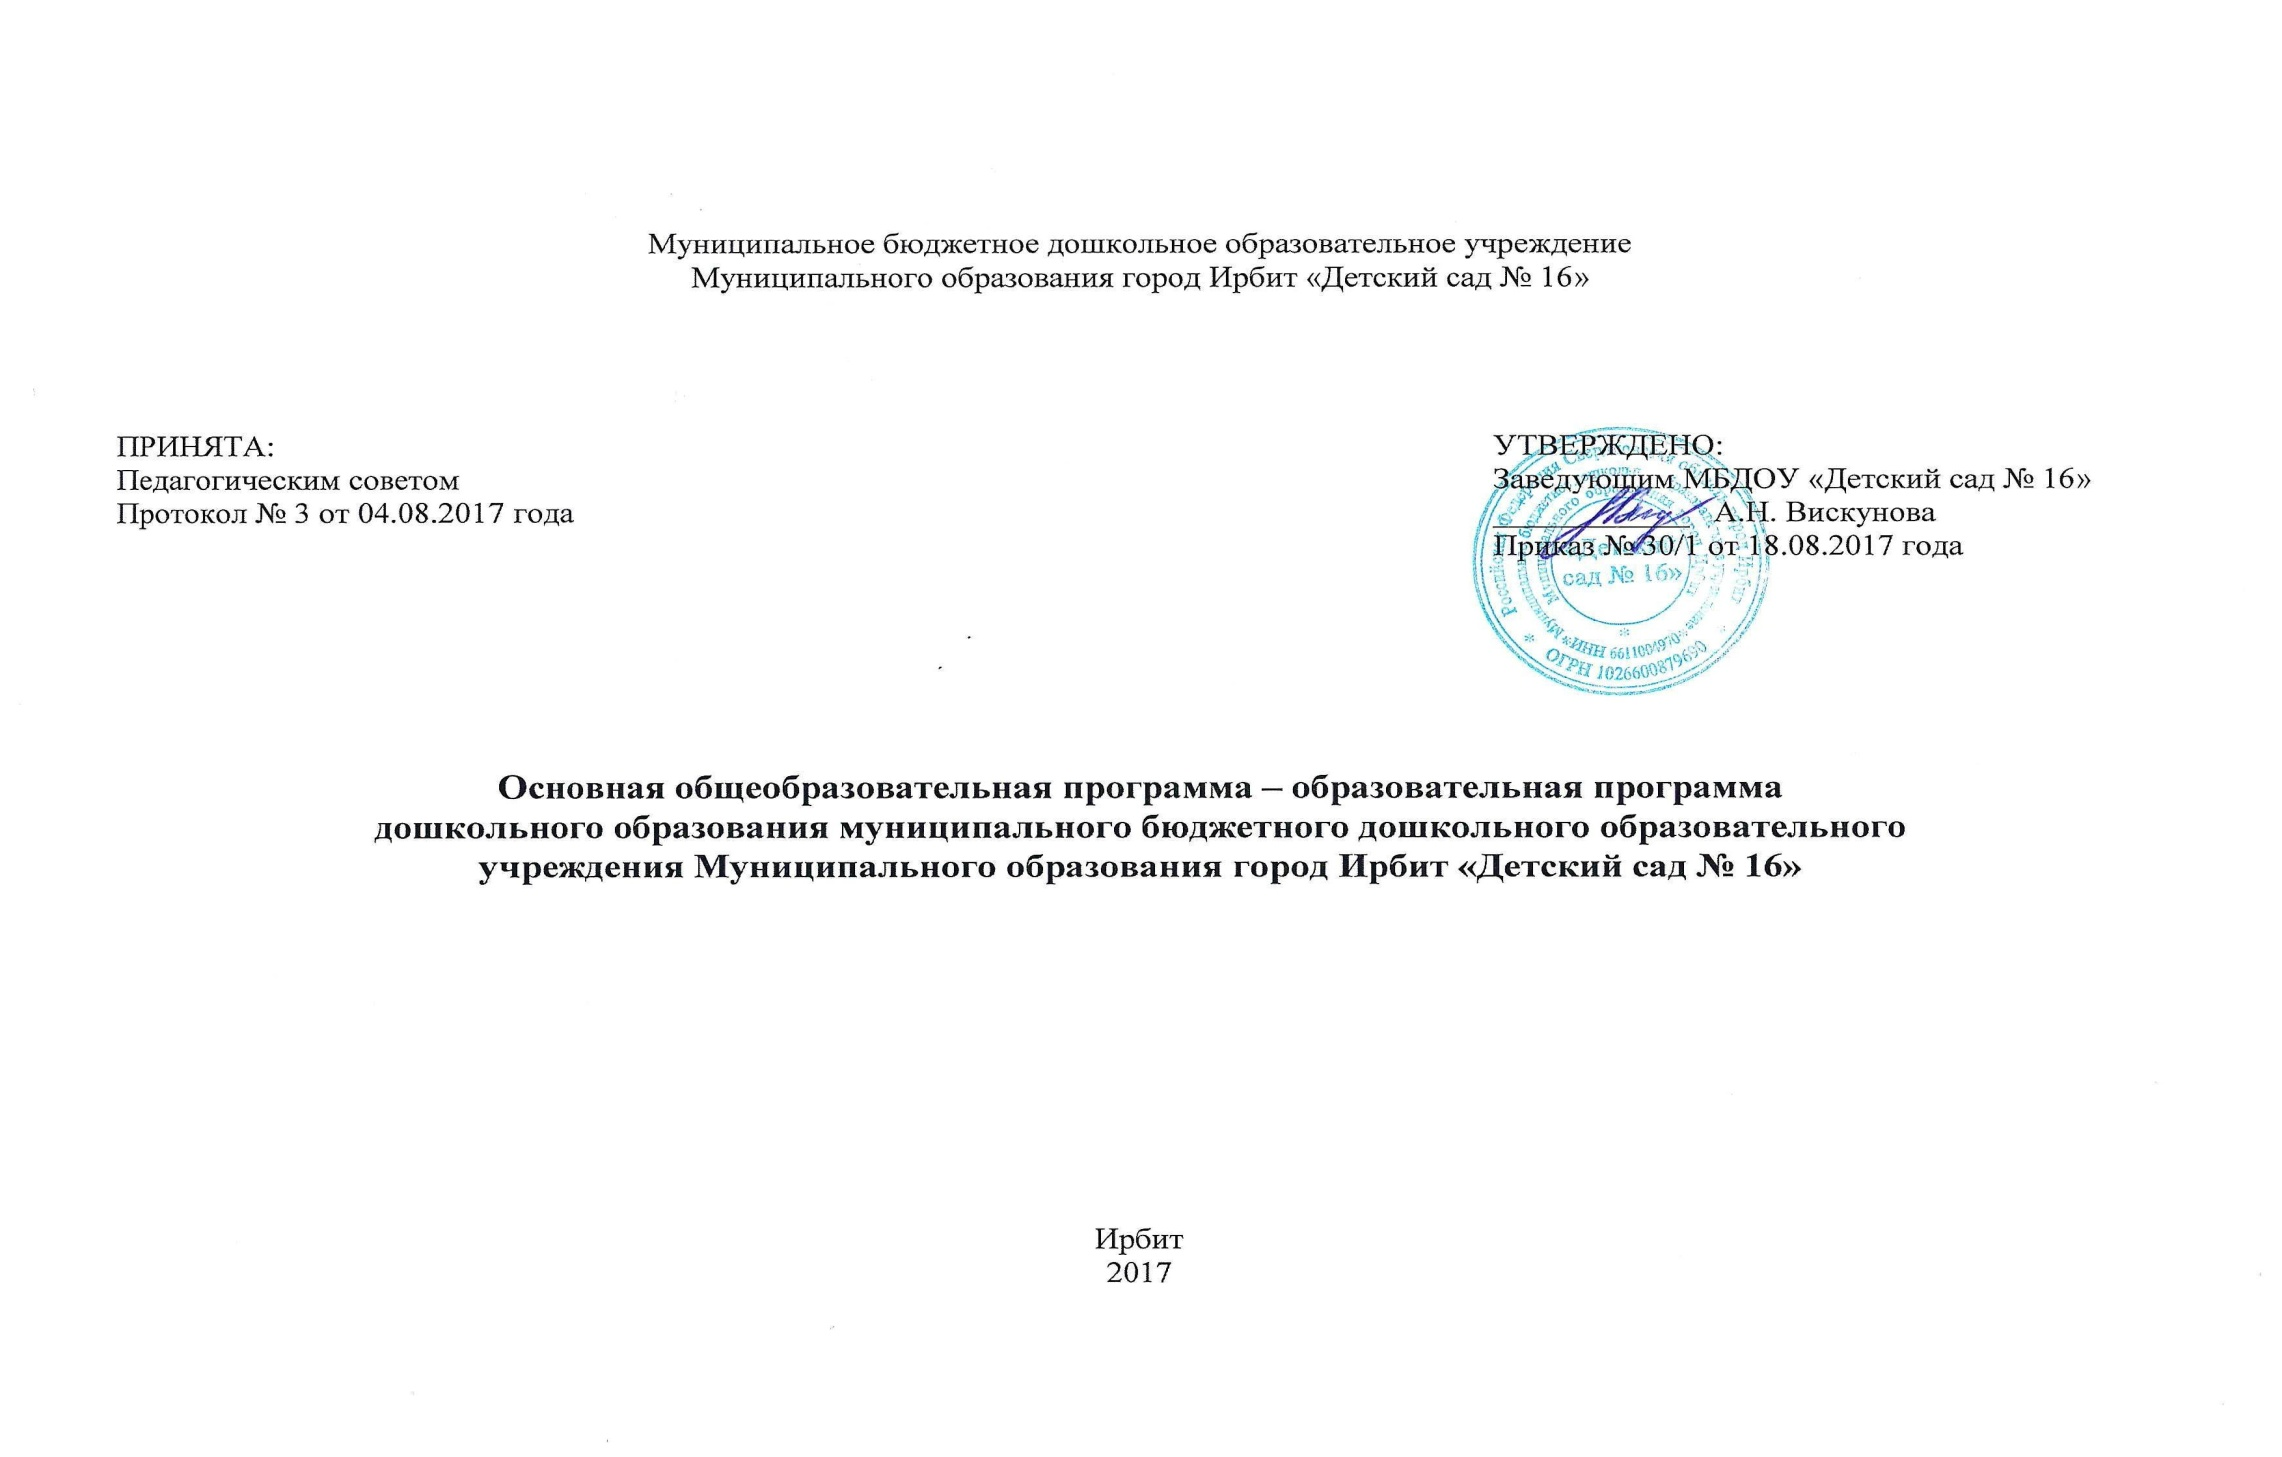 Муниципальное бюджетное дошкольное образовательное учреждение
Муниципального образования город Ирбит «Детский сад № 16»
ПРИНЯТА:
Педагогическим советом
Протокол № 3 от 04.08.2017 года
УТВЕРЖДЕНО:
Заведующим МБДОУ «Детский сад № 16»
А.Н. Вискунова
Приказ № 30/1 от 18.08.2017 года
сад № 16»
ИНН 6611004970
ОГРН 1026600879690
Основная общеобразовательная программа – образовательная программа
дошкольного образования муниципального бюджетного дошкольного образовательного
учреждения Муниципального образования город Ирбит «Детский сад № 16»
Ирбит
2017